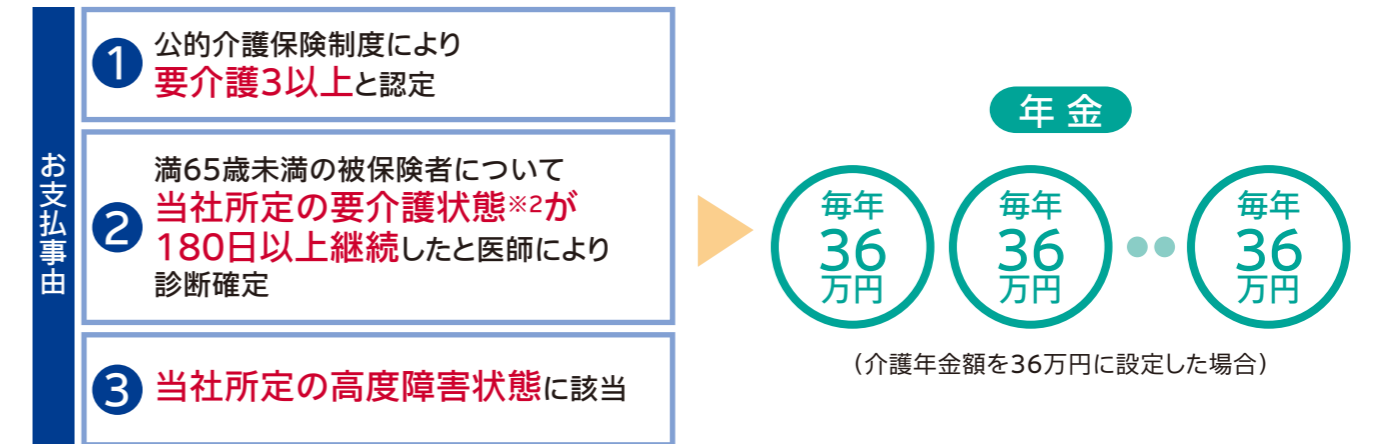 お支払事由
1
公的介護保険制度により
要介護3以上と認定
2
満65歳未満の被保険者について
当社所定の要介護状態※2が
180日以上継続したと医師により
診断確定
3
当社所定の高度障害状態に該当
年金
毎年
36
万円
毎年
36
万円
毎年
36
万円
(介護年金額を36万円に設定した場合)